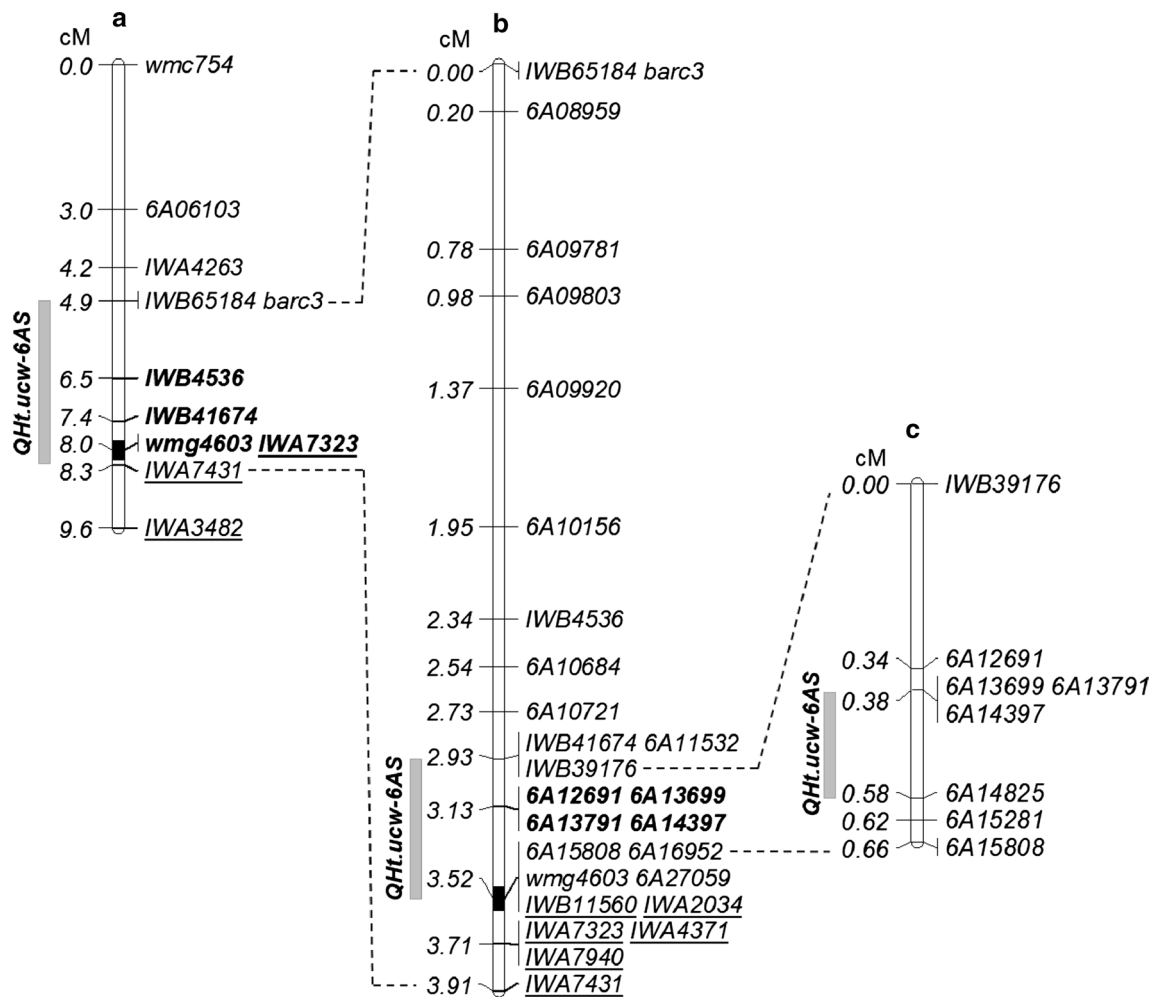 a
cM
0.0 wmc754
3.0 6A06103
4.2 IWA4263
4.9 IWB65184 barc3
6.5 IWB4536
7.4 IWB41674
8.0 wmg4603 IWA7323
8.3 IWA7431
9.6 IWA3482
QHt.ucw-6AS
b
cM
0.00 IWB65184 barc3
0.20 6A08959
0.78 6A09781
0.98 6A09803
1.37 6A09920
1.95 6A10156
2.34 IWB4536
2.54 6A10684
2.73 6A10721
2.93 IWB41674 6A11532
IWB39176
3.13 6A12691 6A13699
6A13791 6A14397
6A15808 6A16952
3.52 wmg4603 6A27059
IWB11560 IWA2034
IWA7323 IWA4371
3.71 IWA7940
3.91 IWA7431
QHt.ucw-6AS
c
cM
0.00 IWB39176
0.34 6A12691
6A13699 6A13791
0.38 6A14397
0.58 6A14825
0.62 6A15281
0.66 6A15808
QHt.ucw-6AS